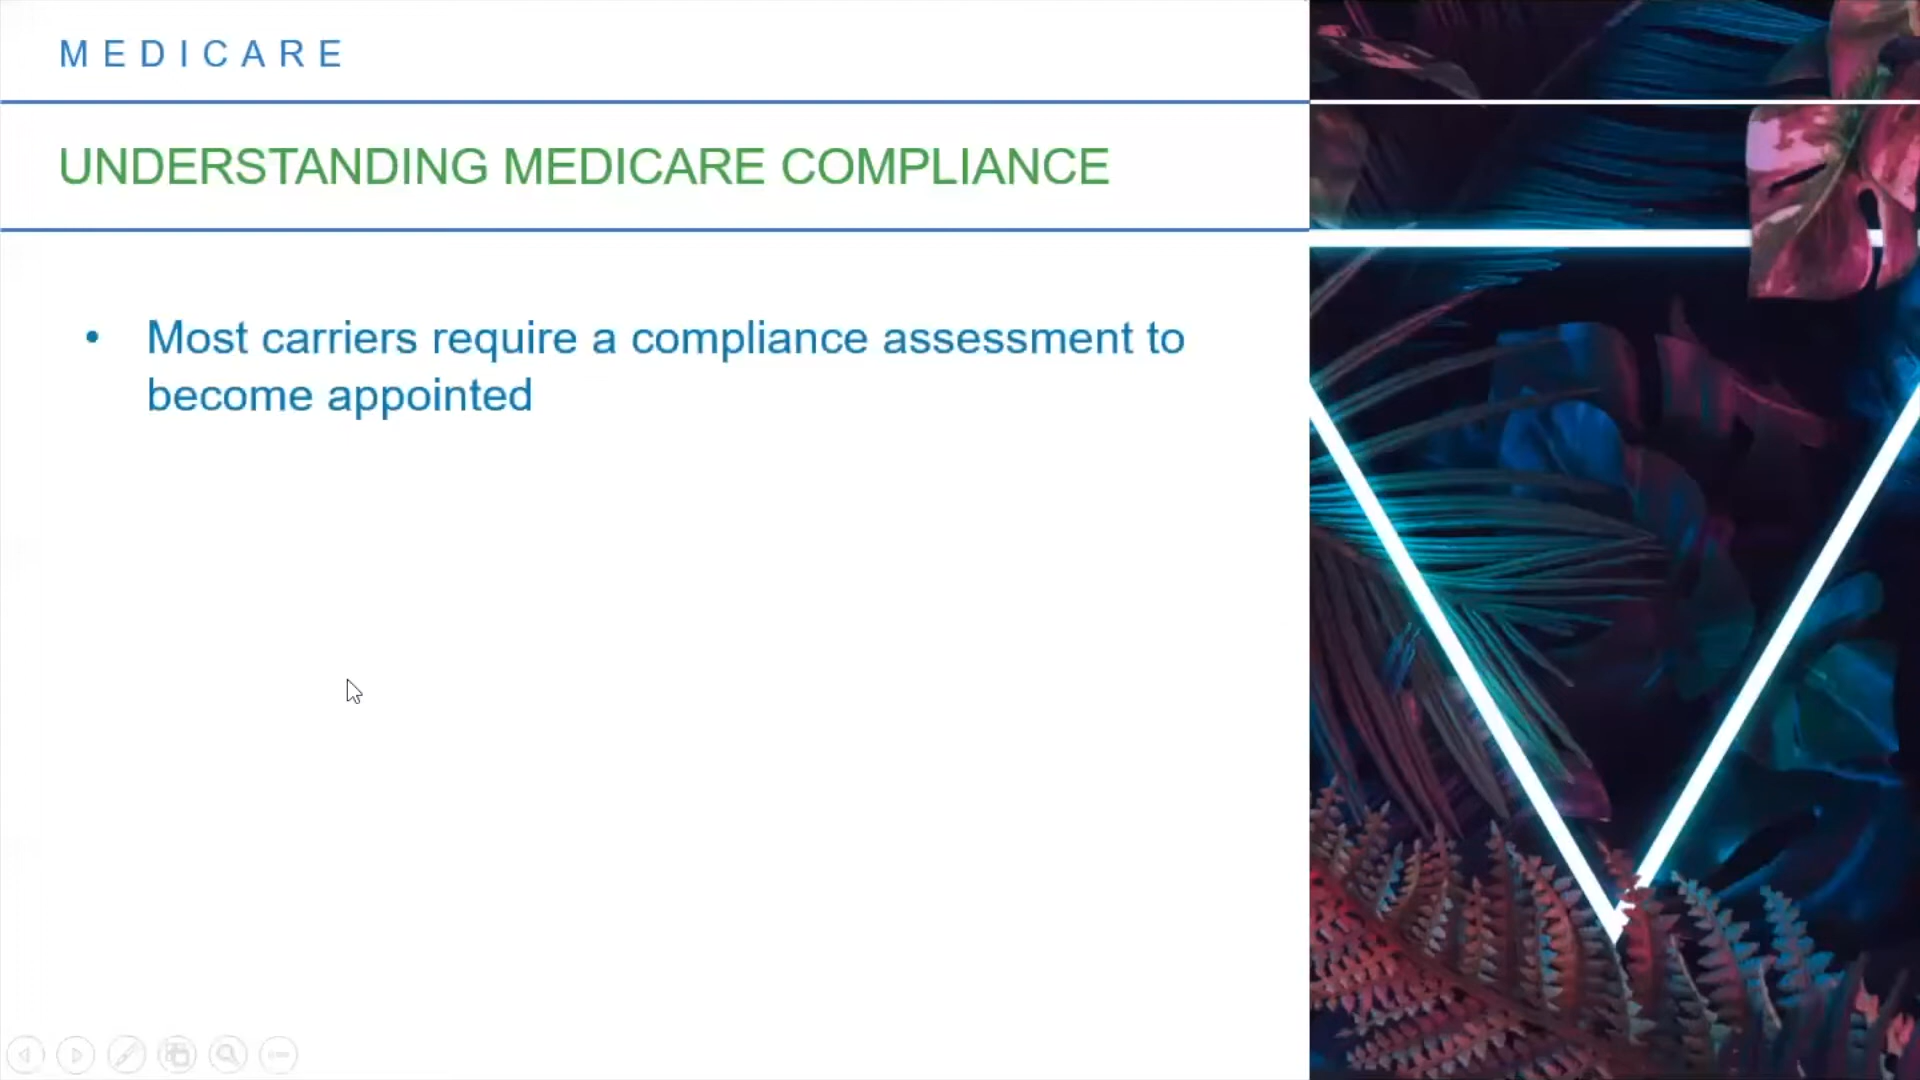 MEDICARE
UNDERSTANDING MEDICARE COMPLIANCE
• Most carriers require a compliance assessment to
become appointed